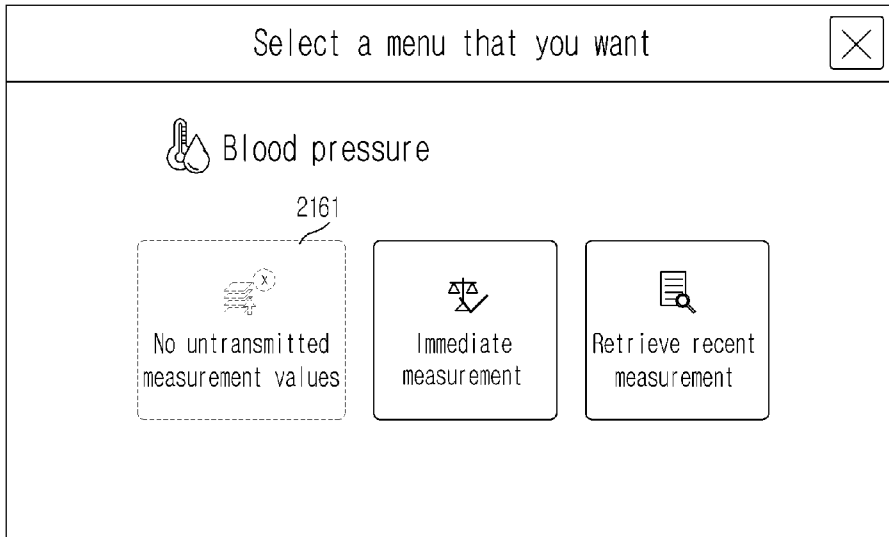 Select a menu that you want
Blood pressure
2161
No untransmitted
measurement values
Immediate
measurement
Retrieve recent
measurement